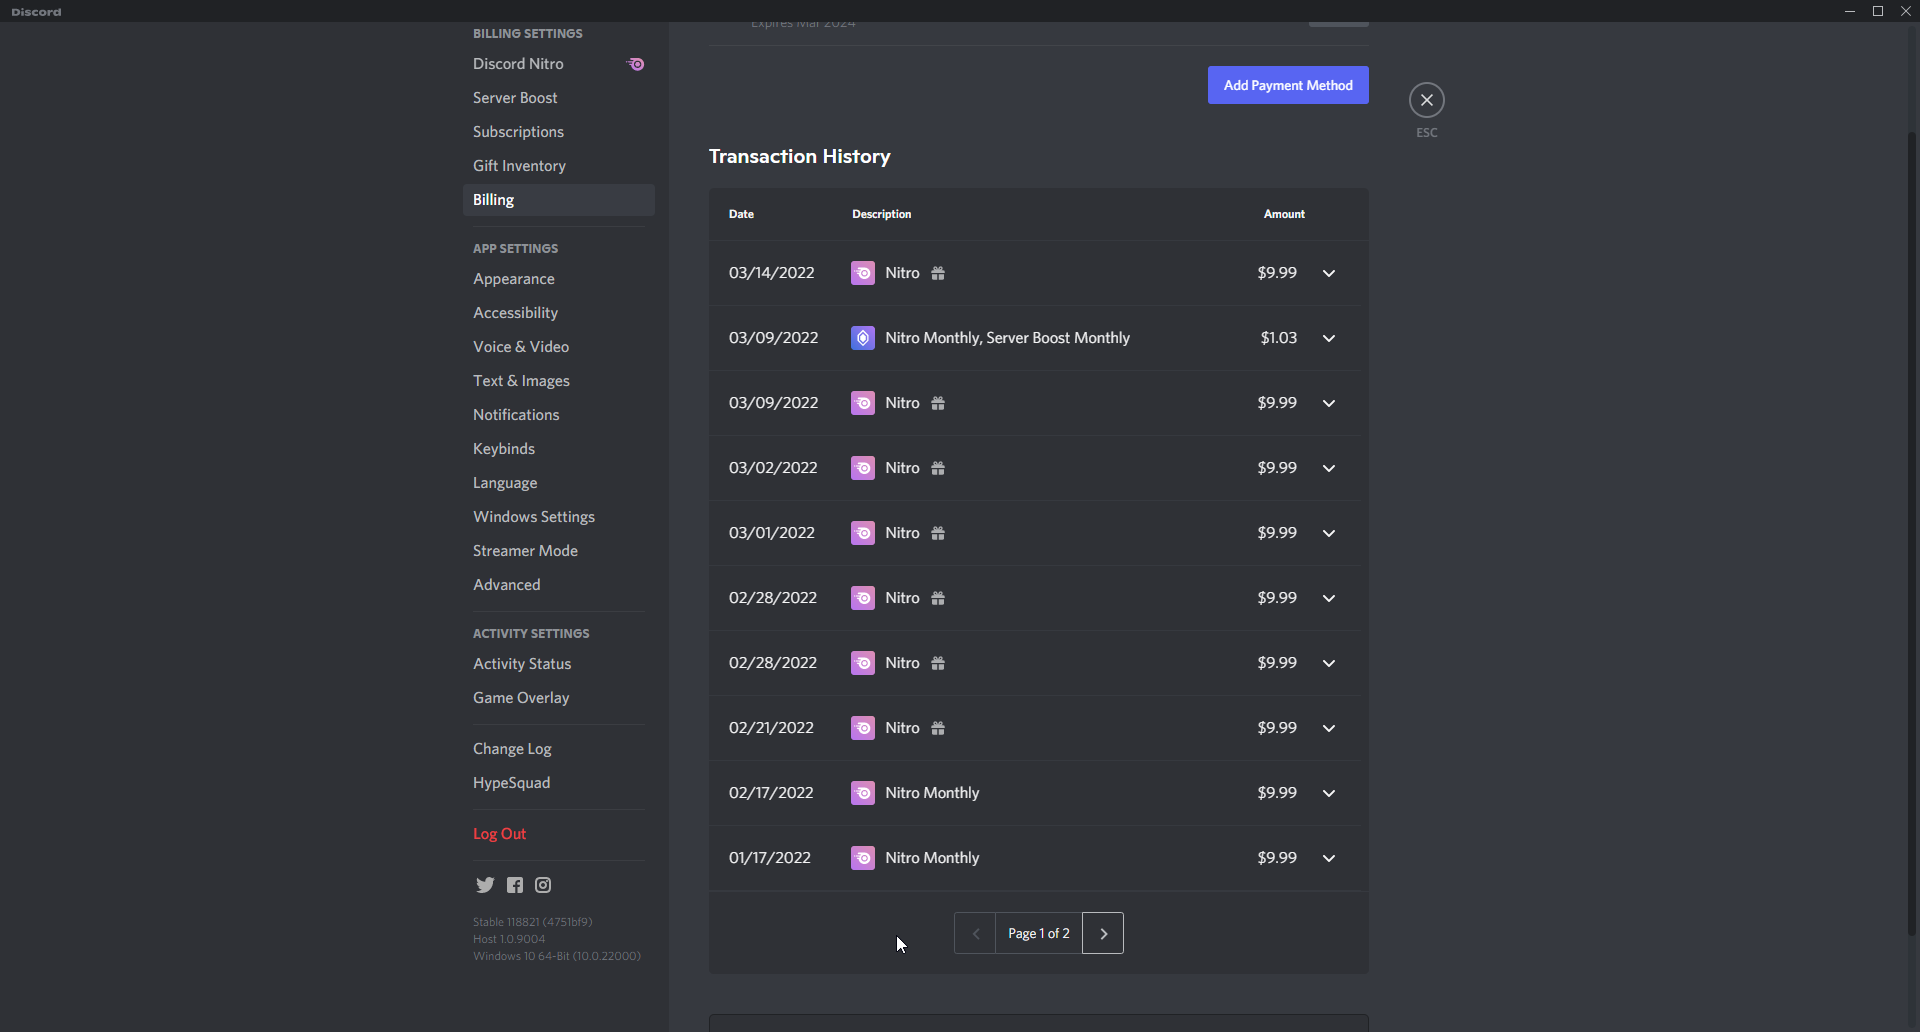 Discord
BILLING SETTINGS
Discord Nitro
Server Boost
Subscriptions
Gift Inventory
Billing
APP SETTINGS
Appearance
Accessibility
Voice & Video
Text & Images
Notifications
Keybinds
Language
Windows Settings
Streamer Mode
Advanced
ACTIVITY SETTINGS
Activity Status
Game Overlay
Change Log
HypeSquad
Log Out
Stable 118821 (4751bf9)
Host 1.0.9004
Windows 10 64-Bit (10.0.22000)
Expires Mar 2024
Add Payment Method
ESC
Transaction History
Date Description Amount
03/14/2022 Nitro $9.99
03/09/2022 Nitro Monthly, Server Boost Monthly $1.03
03/09/2022 Nitro $9.99
03/02/2022 Nitro $9.99
03/01/2022 Nitro $9.99
02/28/2022 Nitro $9.99
02/28/2022 Nitro $9.99
02/21/2022 Nitro $9.99
02/17/2022 Nitro Monthly $9.99
01/17/2022 Nitro Monthly $9.99
Page 1 of 2